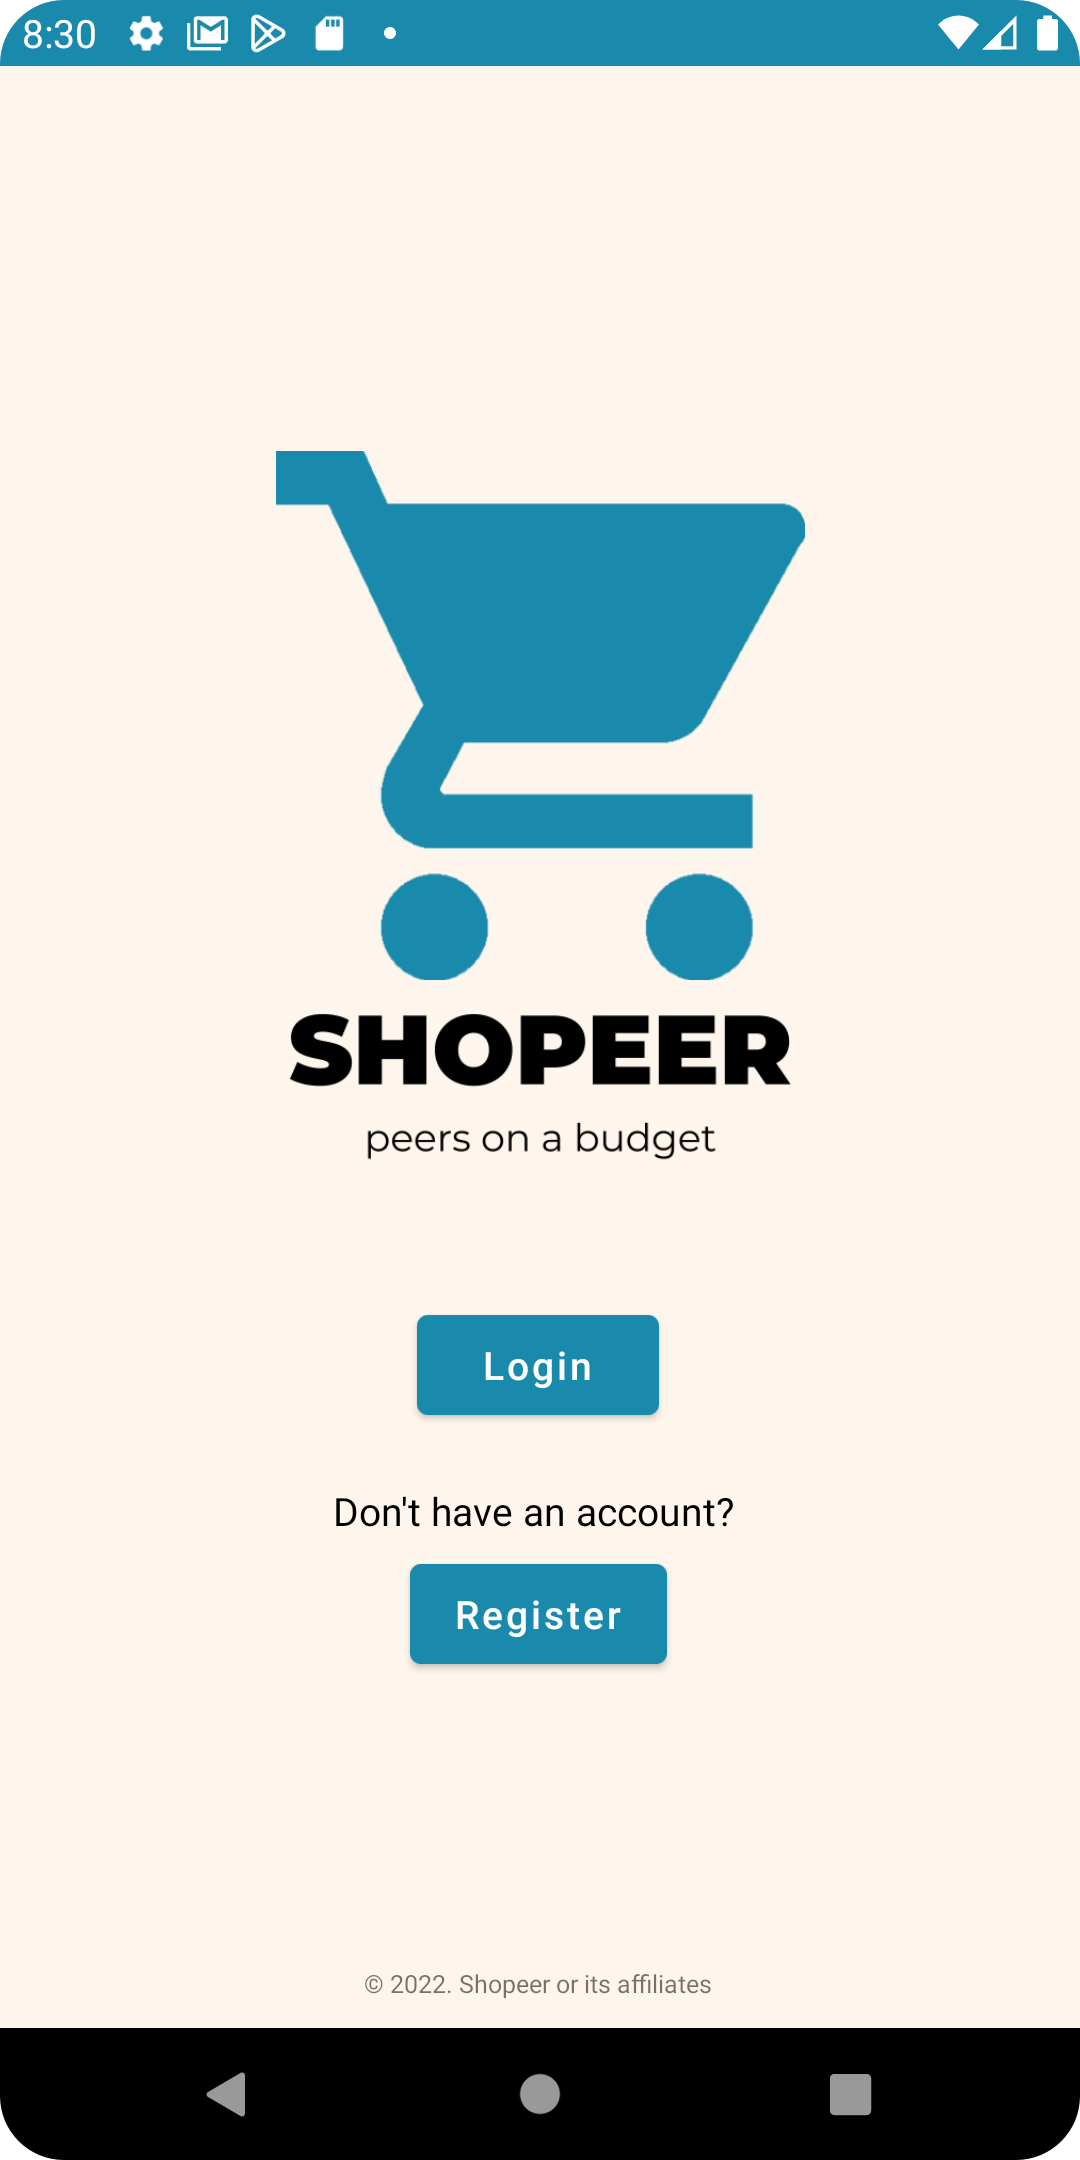 8:30
SHOPEER
peers on a budget
Login
Don't have an account?
Register
© 2022. Shopeer or its affiliates